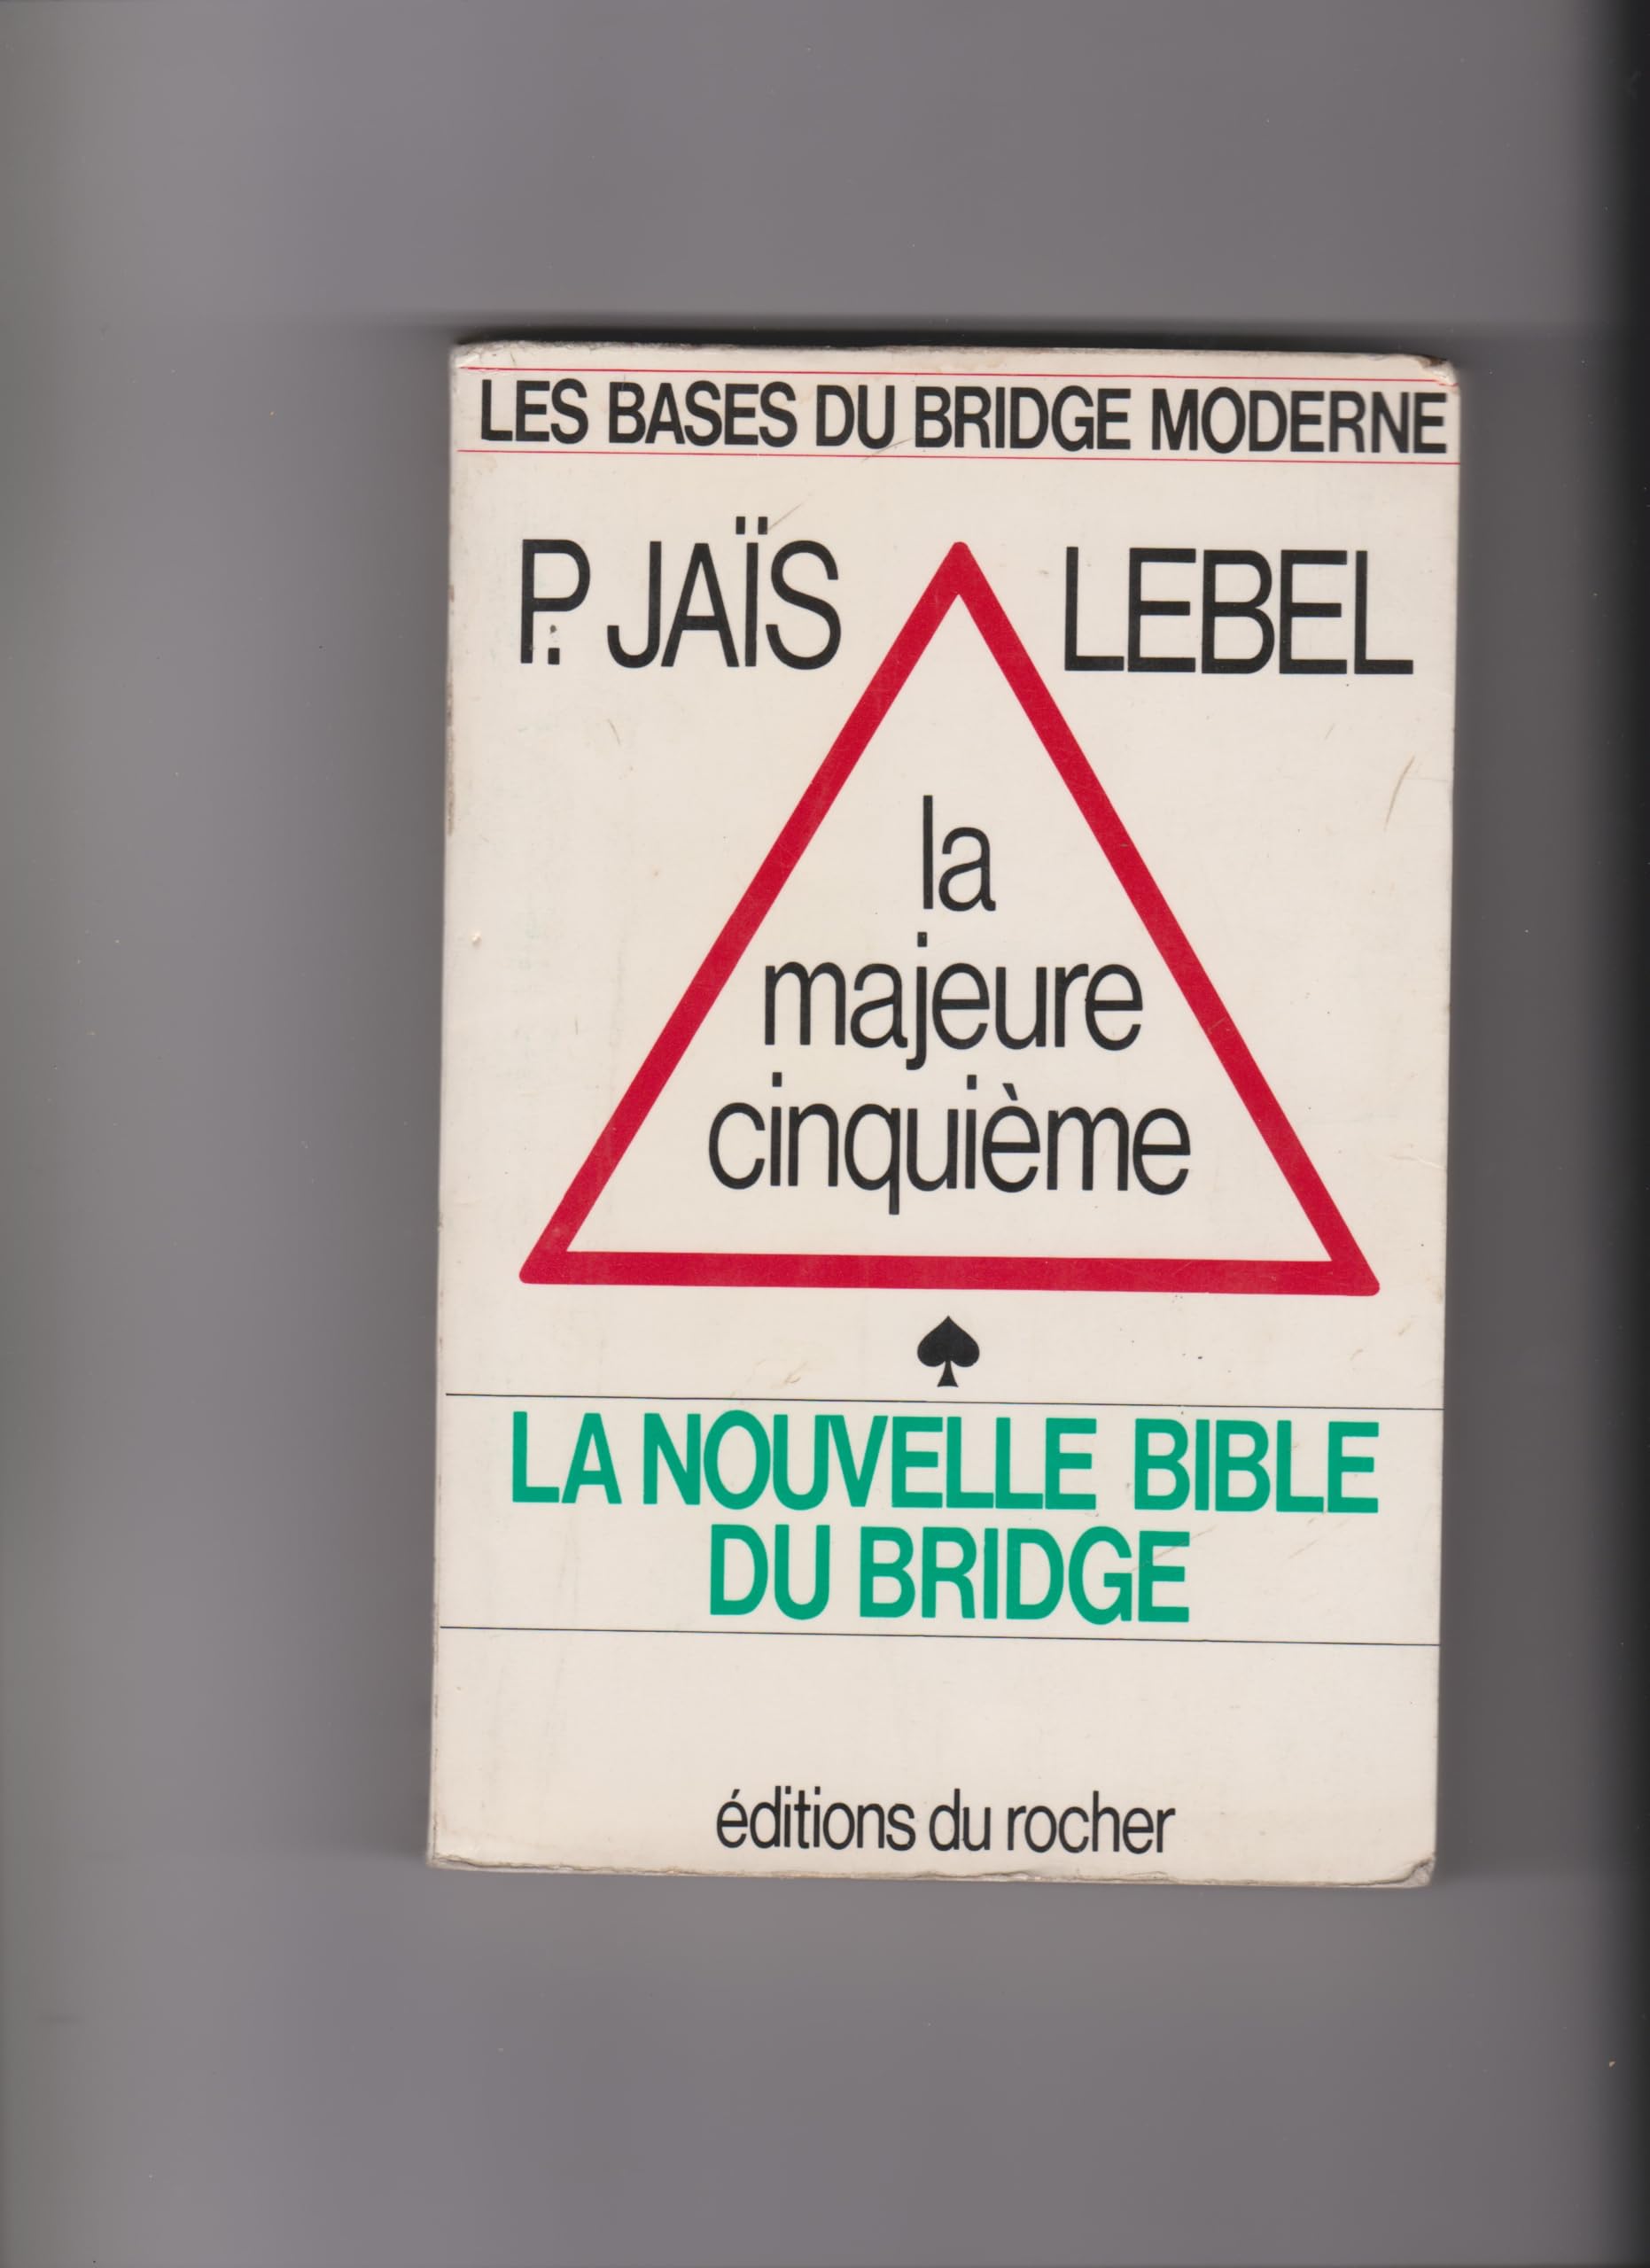 LES BASES DU BRIDGE MODERNE
P. JAÏS LEBEL
la
majeure
cinquième
LA NOUVELLE BIBLE
DU BRIDGE
éditions du rocher